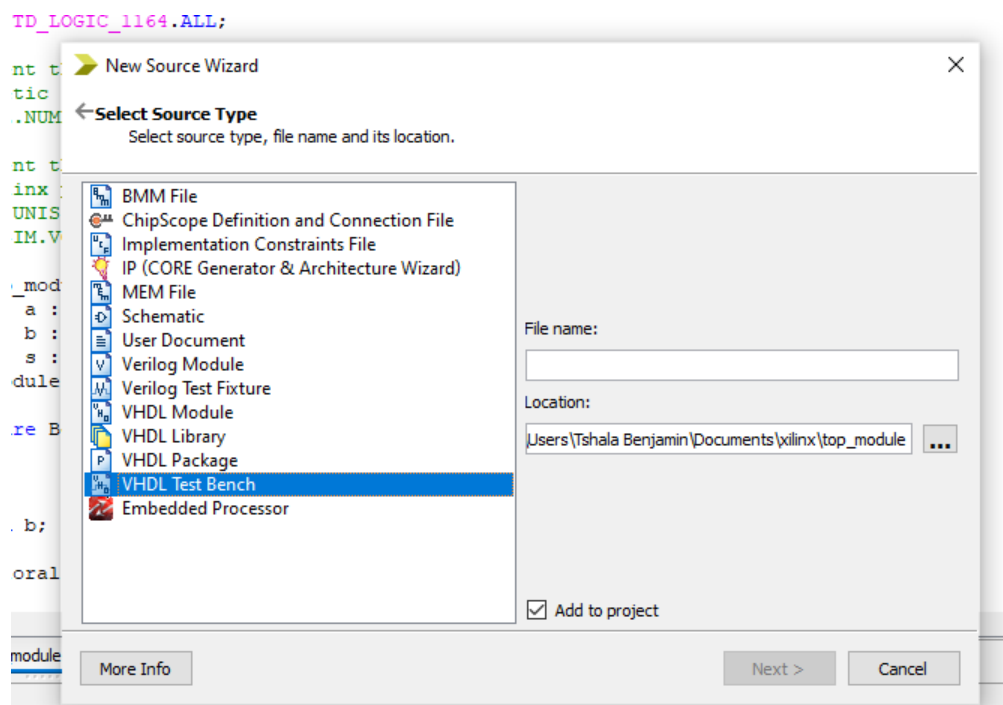 TD_LOGIC_1164.ALL;
New Source Wizard
nt t
tic
Select Source Type
.NUM
Select source type, file name and its location.
nt t
inx
UNIS
IM.V
_mod
a :
b :
s :
dule
re B
b;
oral
module
BMM File
ChipScope Definition and Connection File
Implementation Constraints File
IP (CORE Generator & Architecture Wizard)
MEM File
Schematic
User Document
Verilog Module
Verilog Test Fixture
VHDL Module
VHDL Library
VHDL Package
VHDL Test Bench
Embedded Processor
File name:
Location:
Users\Tshala Benjamin\Documents\xilinx\top_module
...
Add to project
More Info
Next >
Cancel